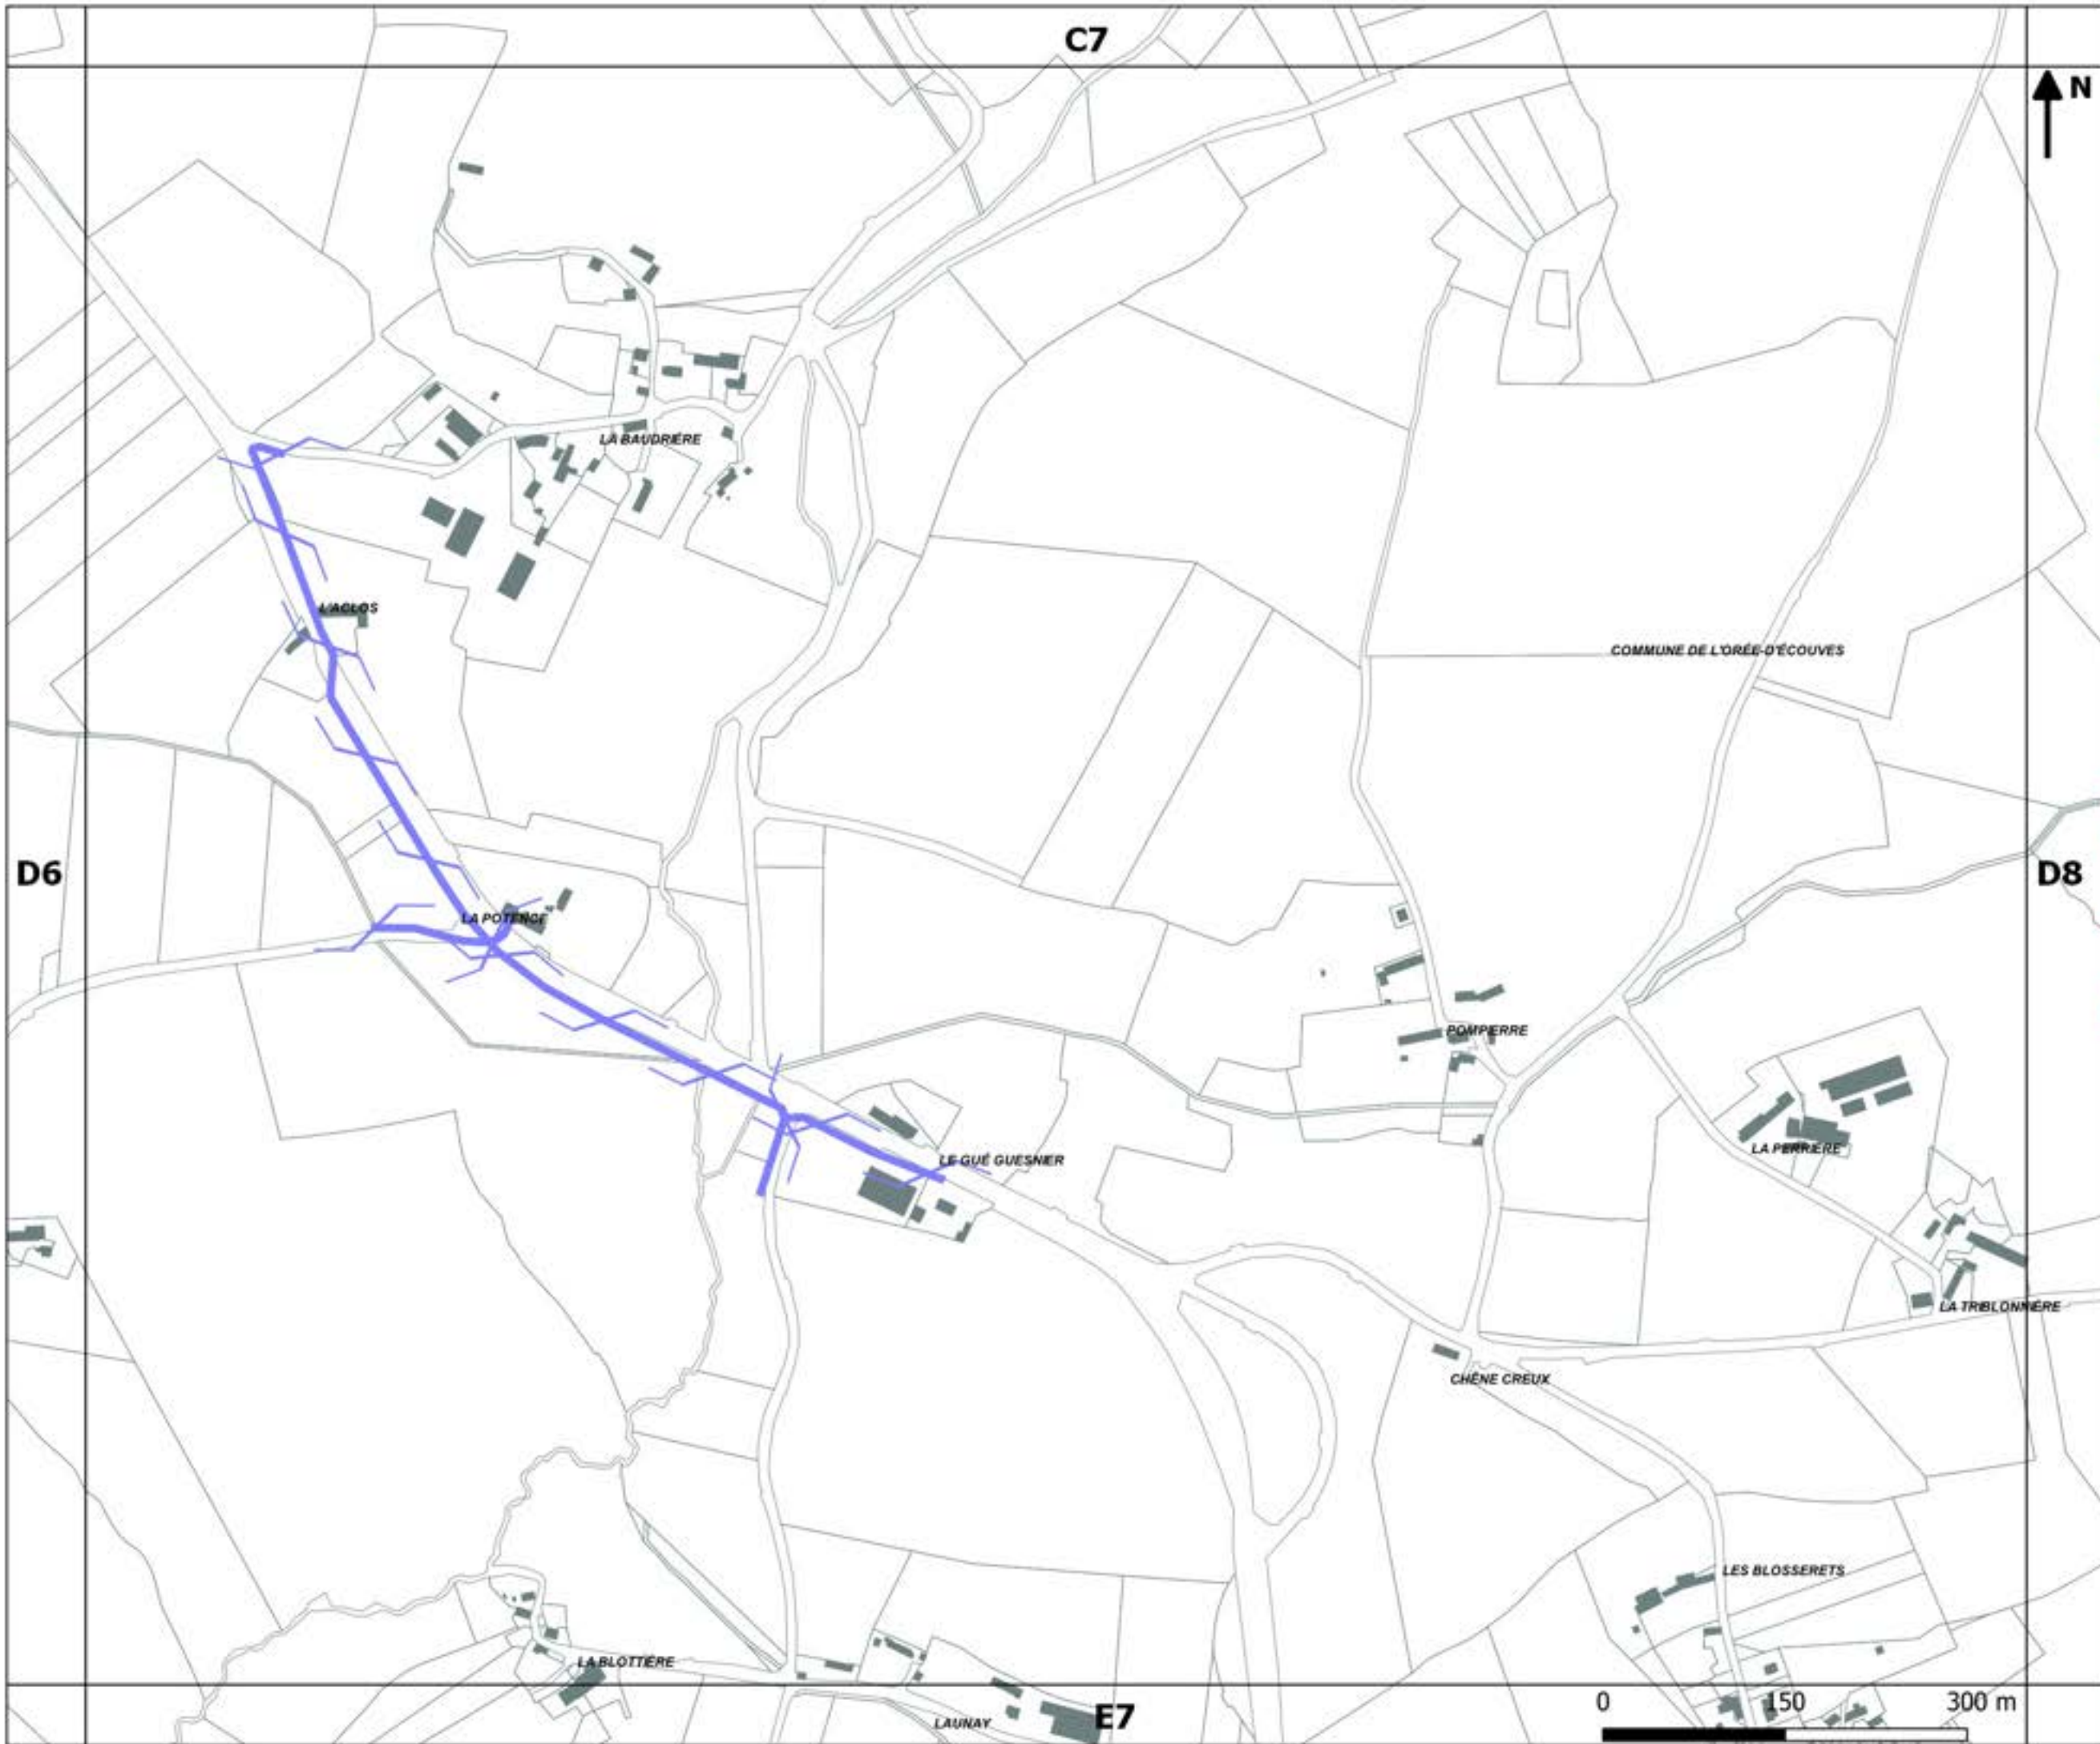 C7
N
LA BAUDRIÈRE
L'ACLOS
COMMUNE DE L'ORÉE-D'ÉCOUVES
D6
D8
LA POTENCE
POMPIERRE
LA PERRIÈRE
LE GUÉ GUESNIER
LA TRIBLONNIÈRE
CHÊNE CREUX
LES BLOSSERETS
LA BLOTTIÈRE
0 150 300 m
E7
LAUNAY